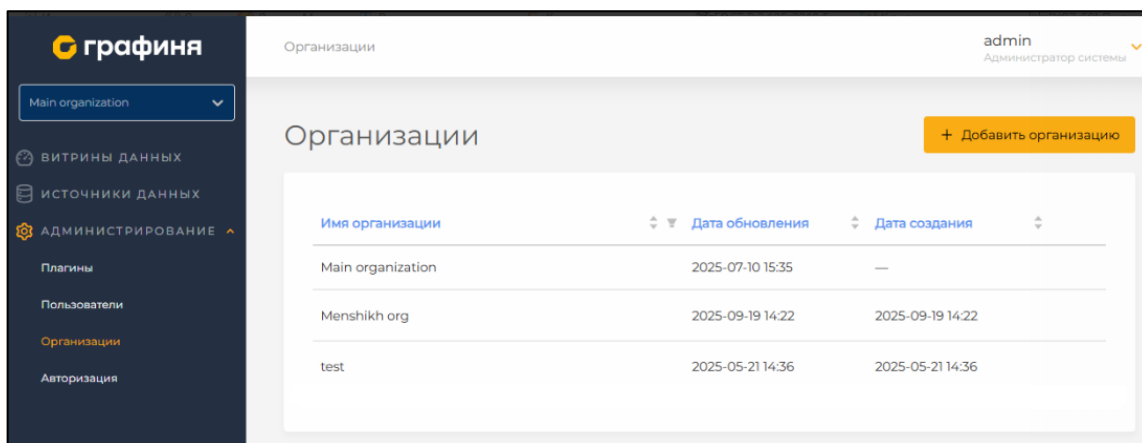 графиня
Main organization
ВИТРИНЫ ДАННЫХ
ИСТОЧНИКИ ДАННЫХ
АДМИНИСТРИРОВАНИЕ
Плагины
Пользователи
Организации
Авторизация
Организации
admin
Администратор системы
Организации
+ Добавить организацию
Имя организации Дата обновления Дата создания
Main organization 2025-07-10 15:35 —
Menshikh org 2025-09-19 14:22 2025-09-19 14:22
test 2025-05-21 14:36 2025-05-21 14:36